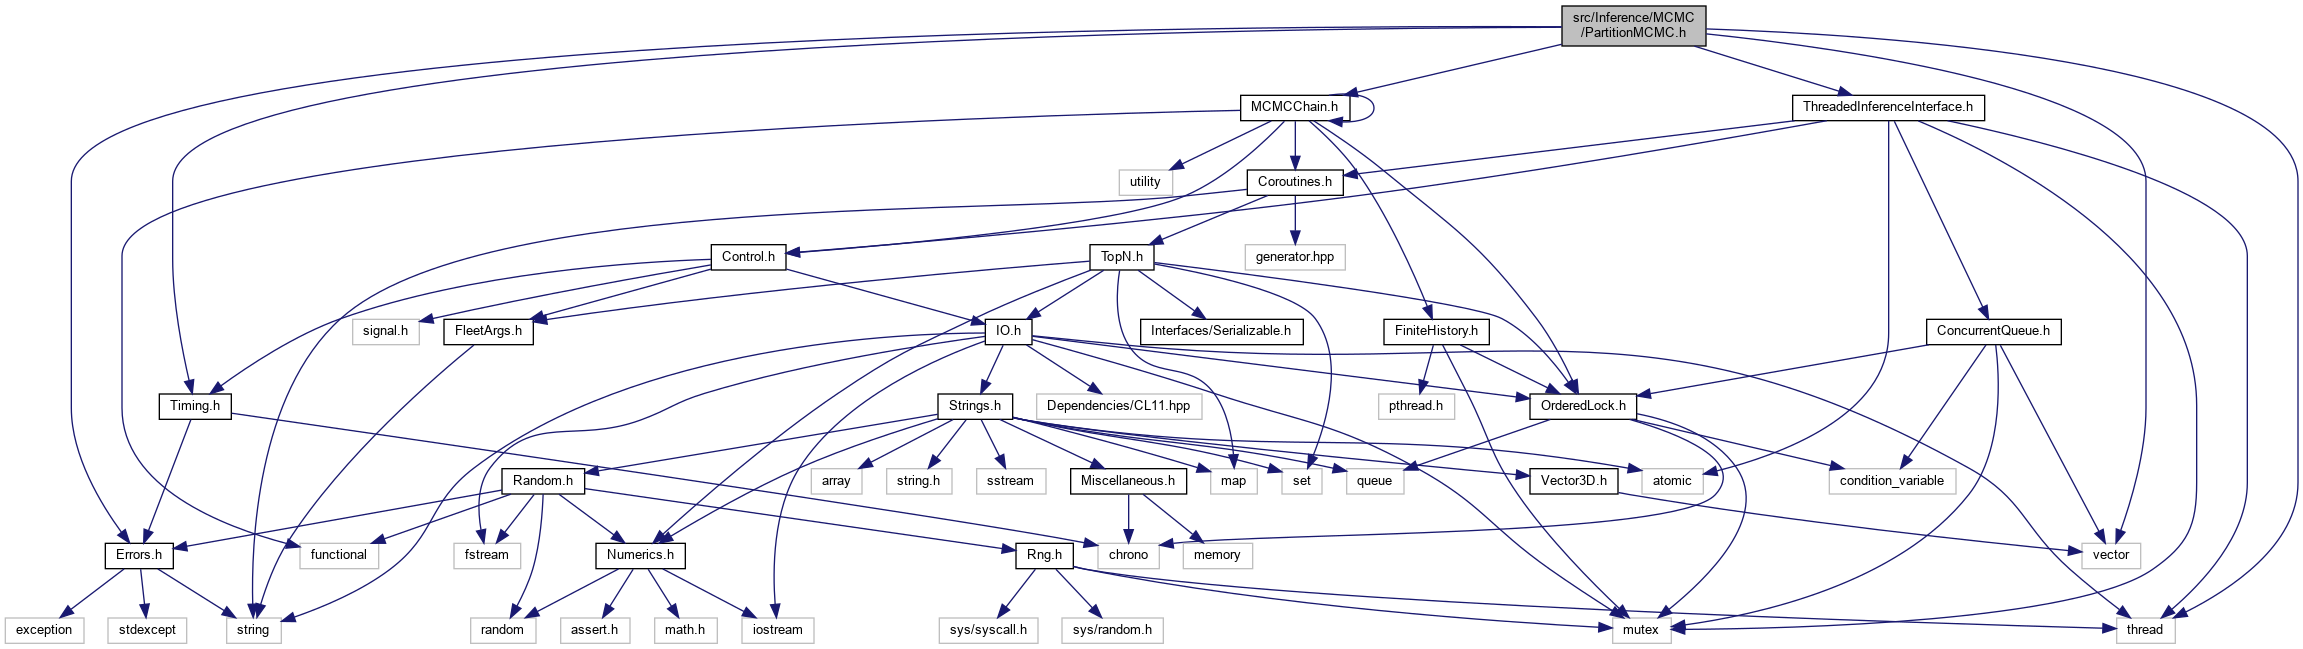 src/Inference/MCMC
/PartitionMCMC.h
MCMCChain.h
ThreadedInferenceInterface.h
utility
Coroutines.h
Control.h
TopN.h
generator.hpp
signal.h
FleetArgs.h
IO.h
Interfaces/Serializable.h
FiniteHistory.h
ConcurrentQueue.h
Timing.h
Strings.h
Dependencies/CL11.hpp
pthread.h
OrderedLock.h
Random.h
array
string.h
sstream
Miscellaneous.h
map
set
queue
Vector3D.h
atomic
condition_variable
Errors.h
functional
fstream
Numerics.h
Rng.h
chrono
memory
vector
exception
stdexcept
string
random
assert.h
math.h
iostream
sys/syscall.h
sys/random.h
mutex
thread